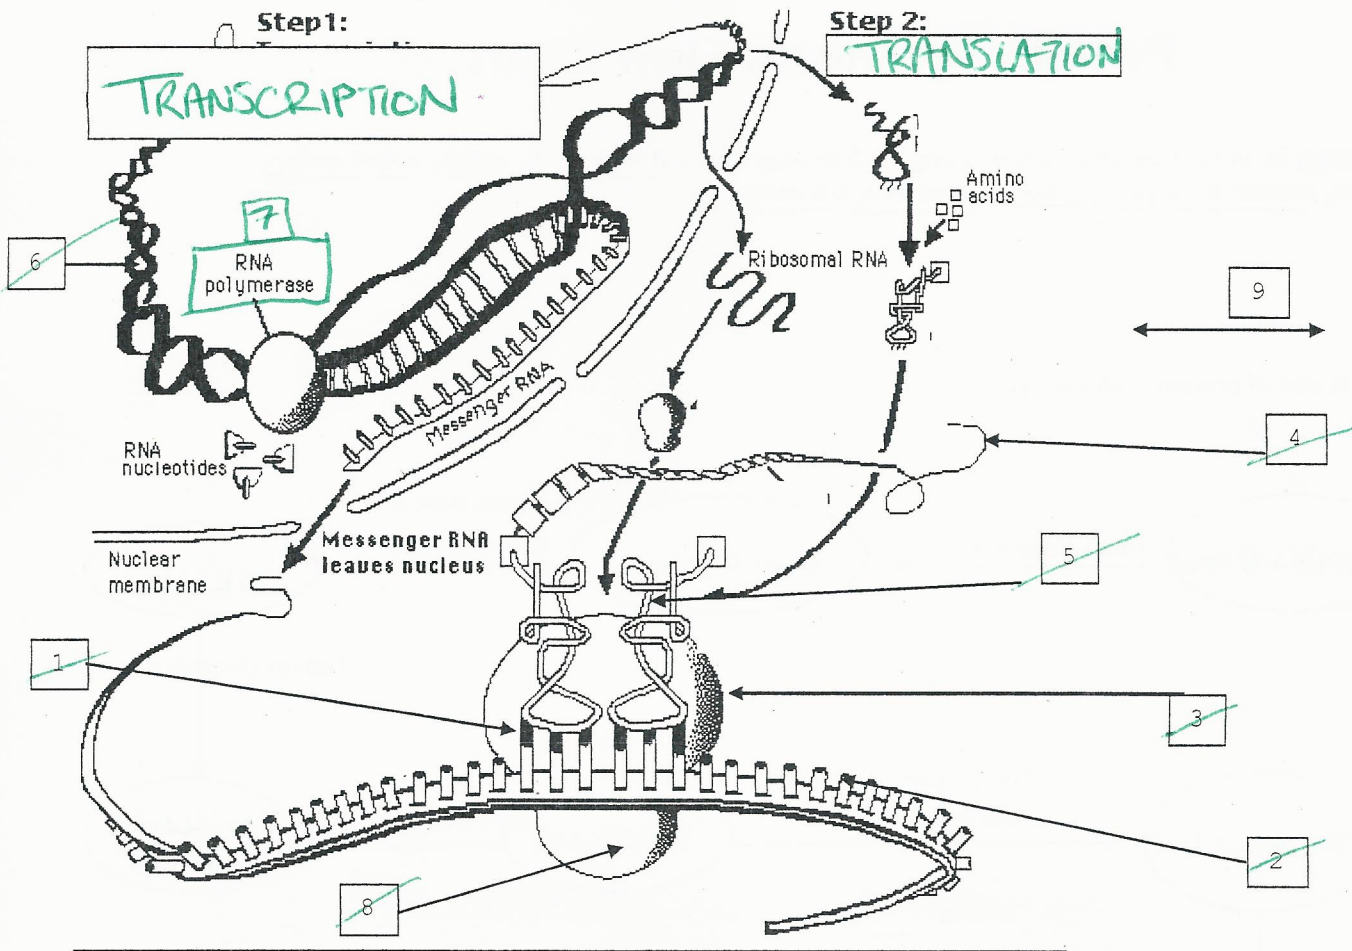 Step1:
TRANSCRIPTION
Step 2:
TRANSLATION
Amino
acids
7
6
RNA
polymerase
Ribosomal RNA
9
Messenger RNA
4
RNA
nucleotides
Messenger RNA
leaves nucleus
Nuclear
membrane
5
1
3
2
8